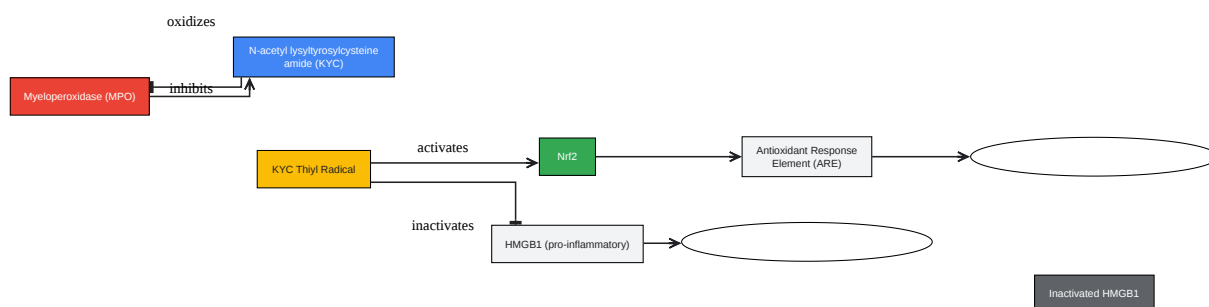 oxidizes
N-acetyl lysyltyrosylcysteine
amide (KYC)
Myeloperoxidase (MPO)
inhibits
activates
Nrf2
Antioxidant Response
Element (ARE)
KYC Thiyl Radical
inactivates
HMGB1 (pro-inflammatory)
Inactivated HMGB1